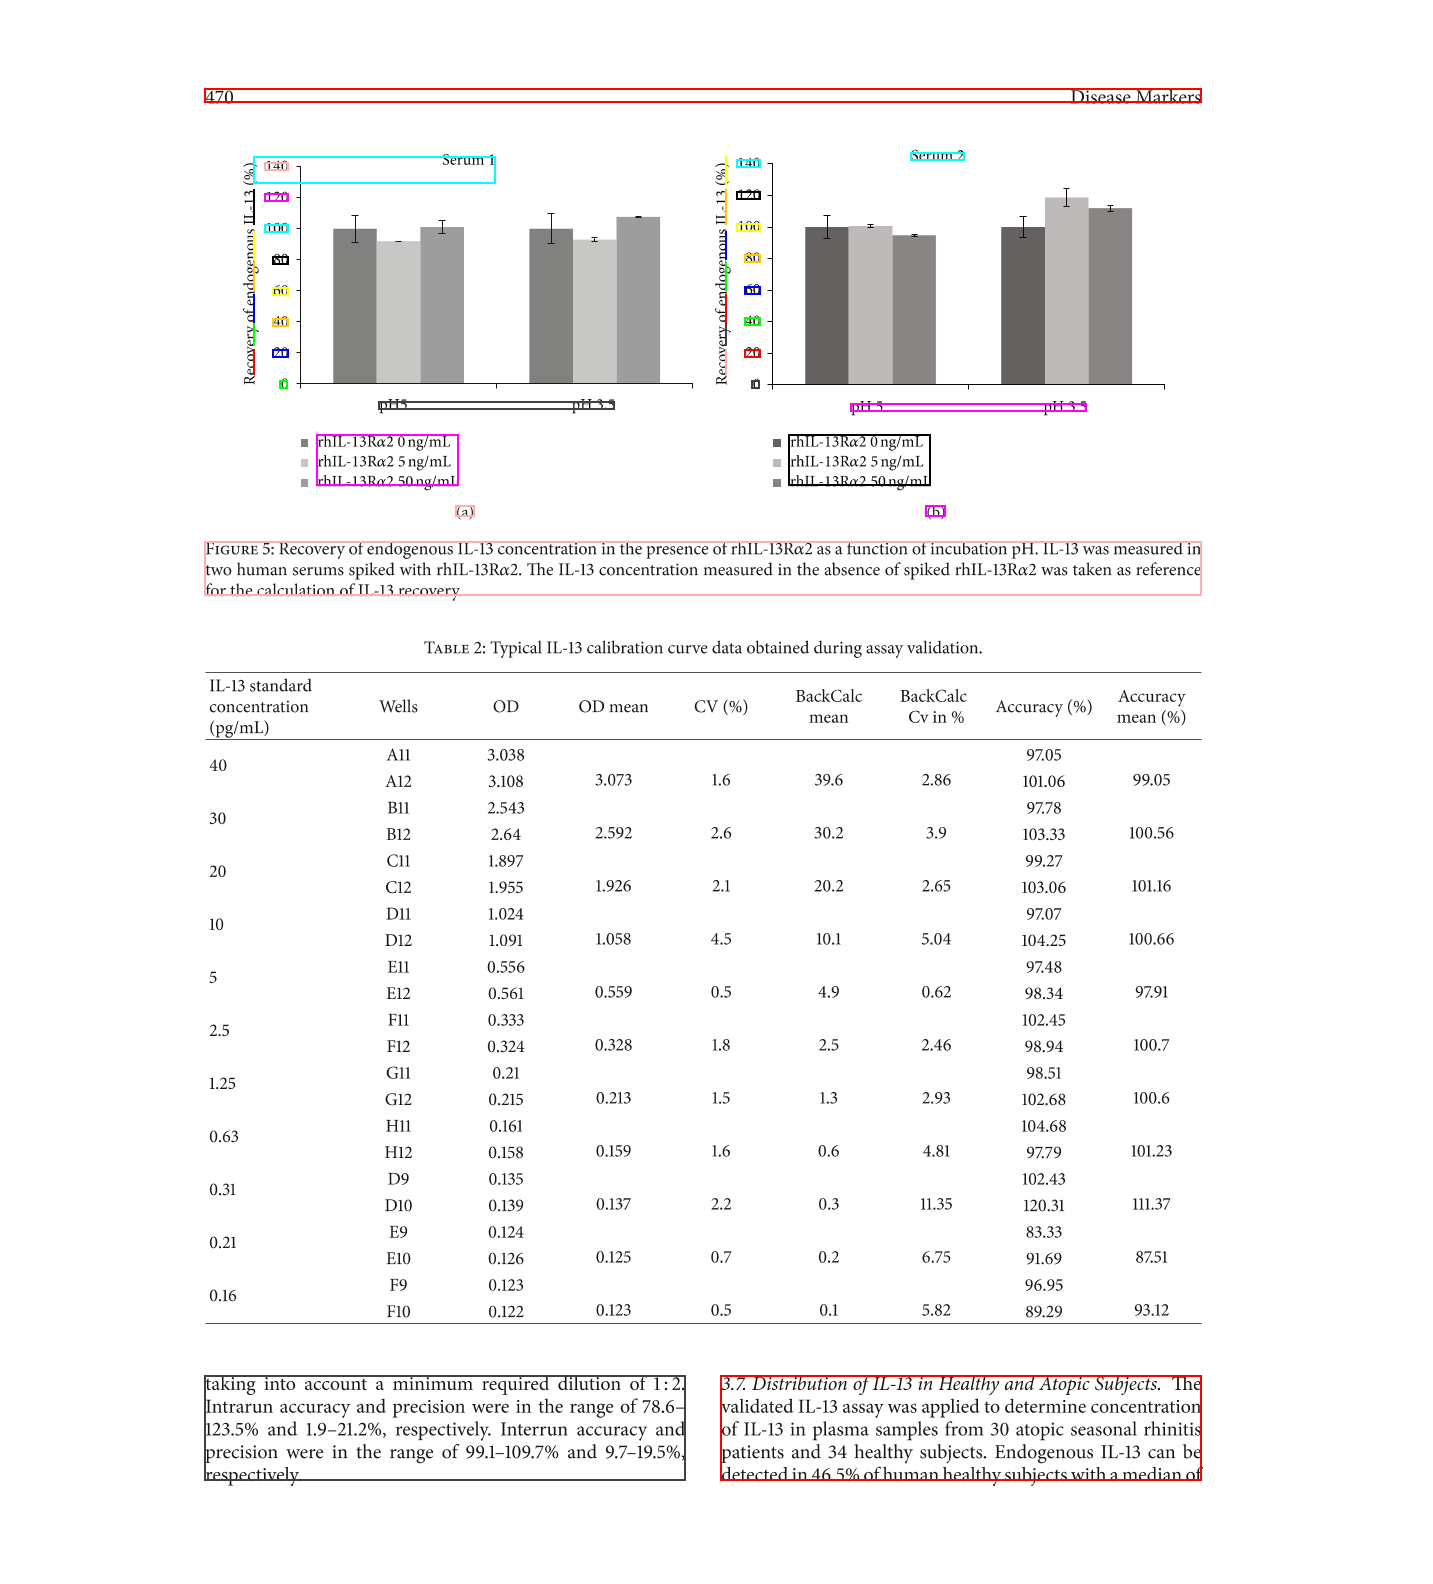 470 Disease Markers
Serum 1
140
120
100
80
60
40
20
0
Recovery of endogenous IL-13 (%)
pH5 pH 3.5
rhIL-13Rα2 0 ng/mL
rhIL-13Rα2 5 ng/mL
rhIL-13Rα2 50 ng/mL
(a)
Serum 2
140
120
100
80
60
40
20
0
Recovery of endogenous IL-13 (%)
pH 5 pH 3.5
rhIL-13Rα2 0 ng/mL
rhIL-13Rα2 5 ng/mL
rhIL-13Rα2 50 ng/mL
(b)
Figure 5: Recovery of endogenous IL-13 concentration in the presence of rhIL-13Rα2 as a function of incubation pH. IL-13 was measured in
two human serums spiked with rhIL-13Rα2. The IL-13 concentration measured in the absence of spiked rhIL-13Rα2 was taken as reference
for the calculation of IL-13 recovery.
Table 2: Typical IL-13 calibration curve data obtained during assay validation.
IL-13 standard
concentration
(pg/mL) Wells OD OD mean CV (%) BackCalc
mean BackCalc
Cv in % Accuracy (%) Accuracy
mean (%)
40 A11 3.038 97.05
A12 3.108 3.073 1.6 39.6 2.86 101.06 99.05
30 B11 2.543 97.78
B12 2.64 2.592 2.6 30.2 3.9 103.33 100.56
20 C11 1.897 99.27
C12 1.955 1.926 2.1 20.2 2.65 103.06 101.16
10 D11 1.024 97.07
D12 1.091 1.058 4.5 10.1 5.04 104.25 100.66
5 E11 0.556 97.48
E12 0.561 0.559 0.5 4.9 0.62 98.34 97.91
2.5 F11 0.333 102.45
F12 0.324 0.328 1.8 2.5 2.46 98.94 100.7
1.25 G11 0.21 98.51
G12 0.215 0.213 1.5 1.3 2.93 102.68 100.6
0.63 H11 0.161 104.68
H12 0.158 0.159 1.6 0.6 4.81 97.79 101.23
0.31 D9 0.135 102.43
D10 0.139 0.137 2.2 0.3 11.35 120.31 111.37
0.21 E9 0.124 83.33
E10 0.126 0.125 0.7 0.2 6.75 91.69 87.51
0.16 F9 0.123 96.95
F10 0.122 0.123 0.5 0.1 5.82 89.29 93.12
taking into account a minimum required dilution of 1 : 2.
Intrarun accuracy and precision were in the range of 78.6–
123.5% and 1.9–21.2%, respectively. Interrun accuracy and
precision were in the range of 99.1–109.7% and 9.7–19.5%,
respectively.
3.7. Distribution of IL-13 in Healthy and Atopic Subjects. The
validated IL-13 assay was applied to determine concentration
of IL-13 in plasma samples from 30 atopic seasonal rhinitis
patients and 34 healthy subjects. Endogenous IL-13 can be
detected in 46.5% of human healthy subjects with a median of